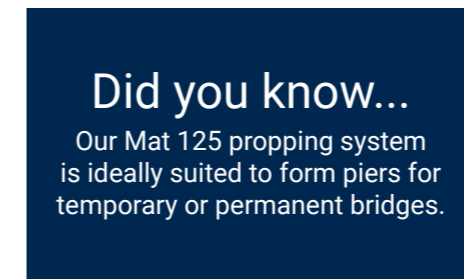 Did you know...
Our Mat 125 propping system
is ideally suited to form piers for
temporary or permanent bridges.